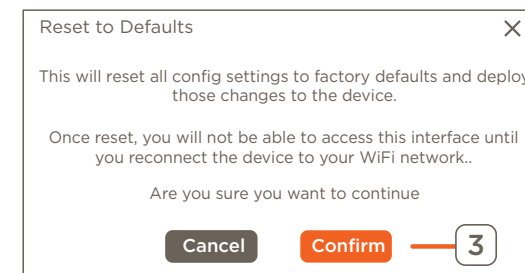 Reset to Defaults
This will reset all config settings to factory defaults and deploy
those changes to the device.
Once reset, you will not be able to access this interface until
you reconnect the device to your WiFi network..
Are you sure you want to continue
Cancel Confirm 3